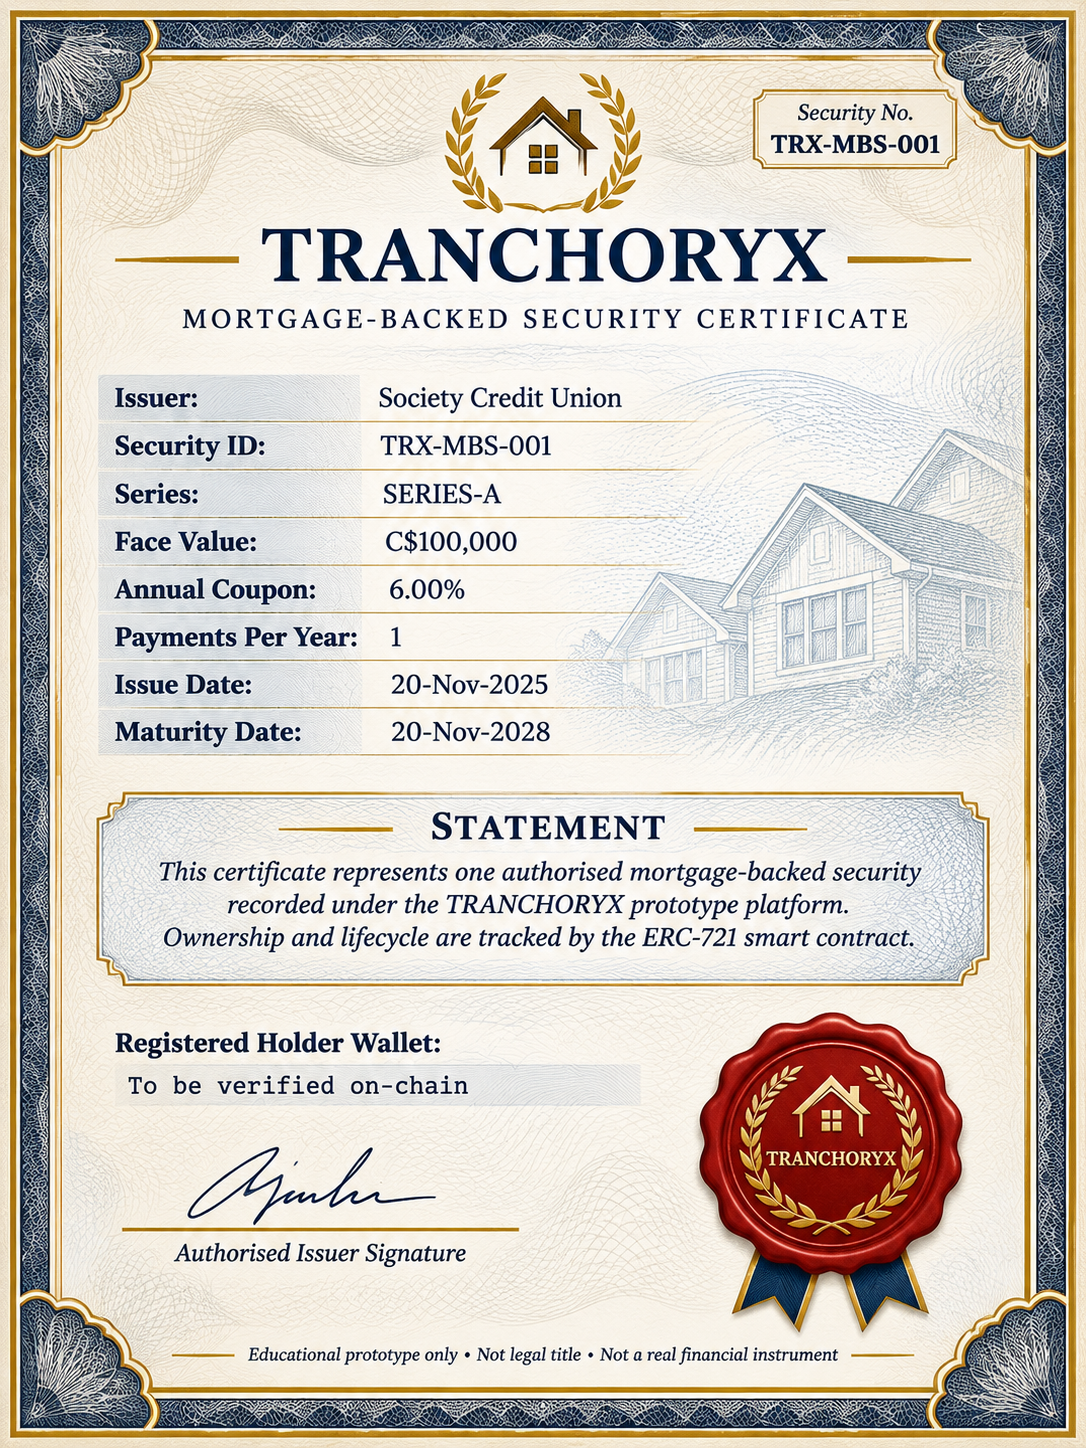 Security No.
TRX-MBS-001
TRANCHORYX
MORTGAGE-BACKED SECURITY CERTIFICATE
Issuer: Society Credit Union
Security ID: TRX-MBS-001
Series: SERIES-A
Face Value: C$100,000
Annual Coupon: 6.00%
Payments Per Year: 1
Issue Date: 20-Nov-2025
Maturity Date: 20-Nov-2028
STATEMENT
This certificate represents one authorised mortgage-backed security
recorded under the TRANCHORYX prototype platform.
Ownership and lifecycle are tracked by the ERC-721 smart contract.
Registered Holder Wallet:
To be verified on-chain
TRANCHORYX
Authorised Issuer Signature
Educational prototype only • Not legal title • Not a real financial instrument